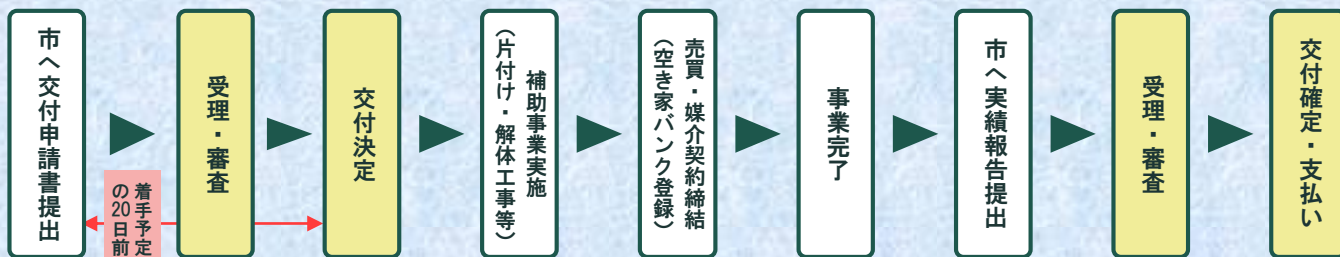 市へ交付申請書提出
着手予定
の20日前
受理・審査
交付決定
補助事業実施
（片付け・解体工事等）
売買・媒介契約締結
（空き家バンク登録）
事業完了
市へ実績報告提出
受理・審査
交付確定・支払い